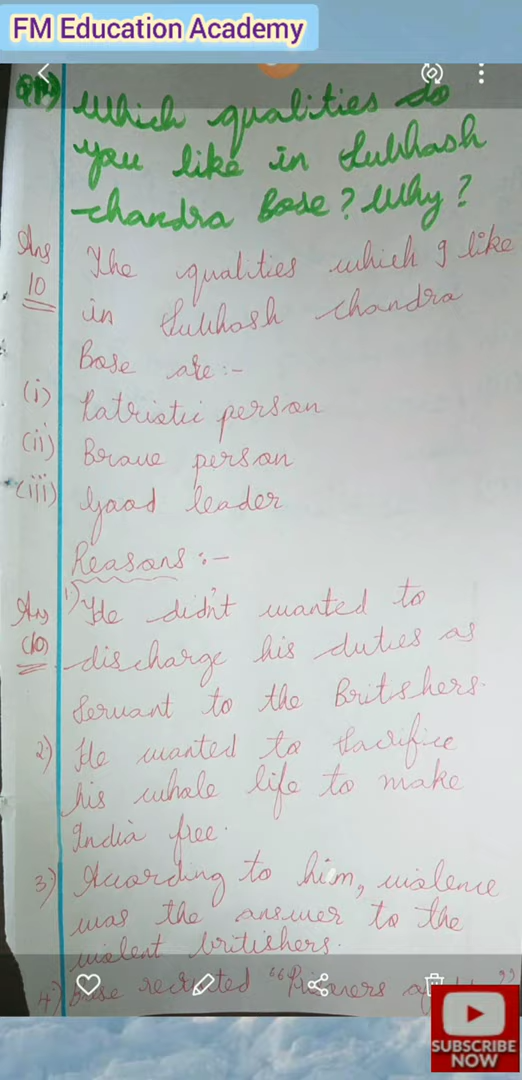 FM Education Academy
Q10) Which qualities do
you like in Subhash
chandra Bose? Why?
Ans The qualities which I like
10 in Subhash chandra
Bose are:-
(i) Patriotic person
(ii) Brave person
(iii) Good leader
Reasons:-
Ans 1) He didn't wanted to
(10) discharge his duties as
servant to the Britshers.
2) He wanted to sacrifice
his whole life to make
India free.
3) According to him, violence
was the answer to the
violent britishers.
4) Bose recruited "Prisoners of
SUBSCRIBE
NOW